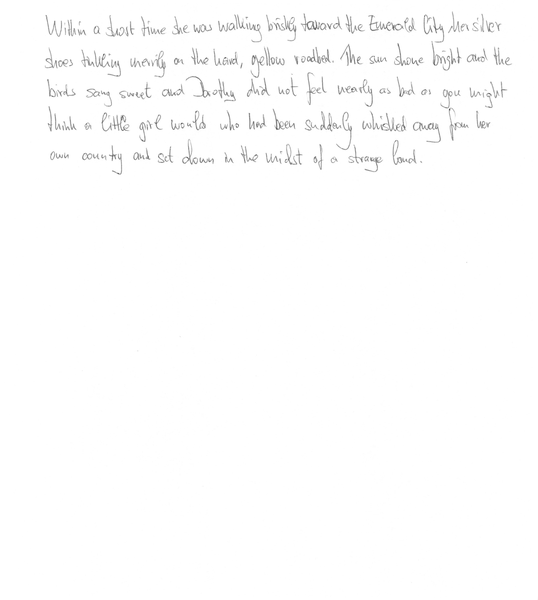 Within a short time she was walking briskly toward the Emerald City, her silver
shoes tinkling merrily on the hard, yellow roadbed. The sun shone bright and the
birds sang sweet and Dorothy did not feel nearly as bad as you might
think a little girl would who had been suddenly whisked away from her
own country and set down in the midst of a strange land.